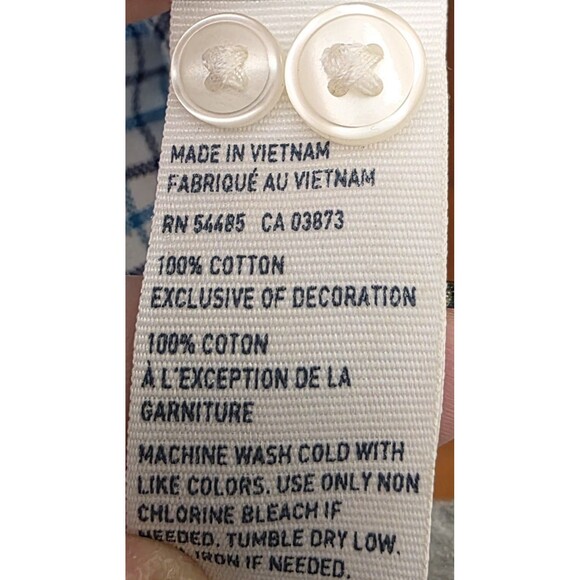 MADE IN VIETNAM
FABRIQUÉ AU VIETNAM
RN 54485 CA 03873
100% COTTON
EXCLUSIVE OF DECORATION
100% COTON
À L'EXCEPTION DE LA
GARNITURE
MACHINE WASH COLD WITH
LIKE COLORS. USE ONLY NON
CHLORINE BLEACH IF
NEEDED. TUMBLE DRY LOW.
IRON IF NEEDED.